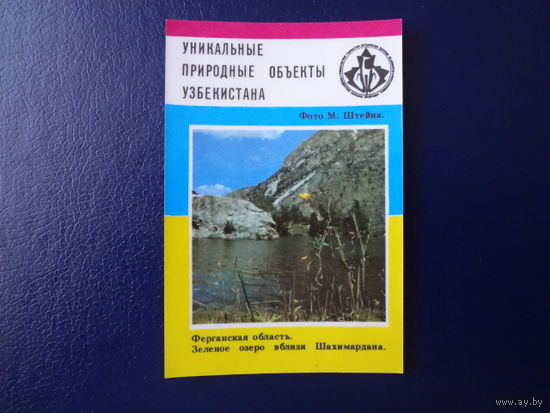 УНИКАЛЬНЫЕ
ПРИРОДНЫЕ ОБЪЕКТЫ
УЗБЕКИСТАНА
Фото М. Штейна.
Ферганская область.
Зеленое озеро вблизи Шахимардана.
www.ay.by